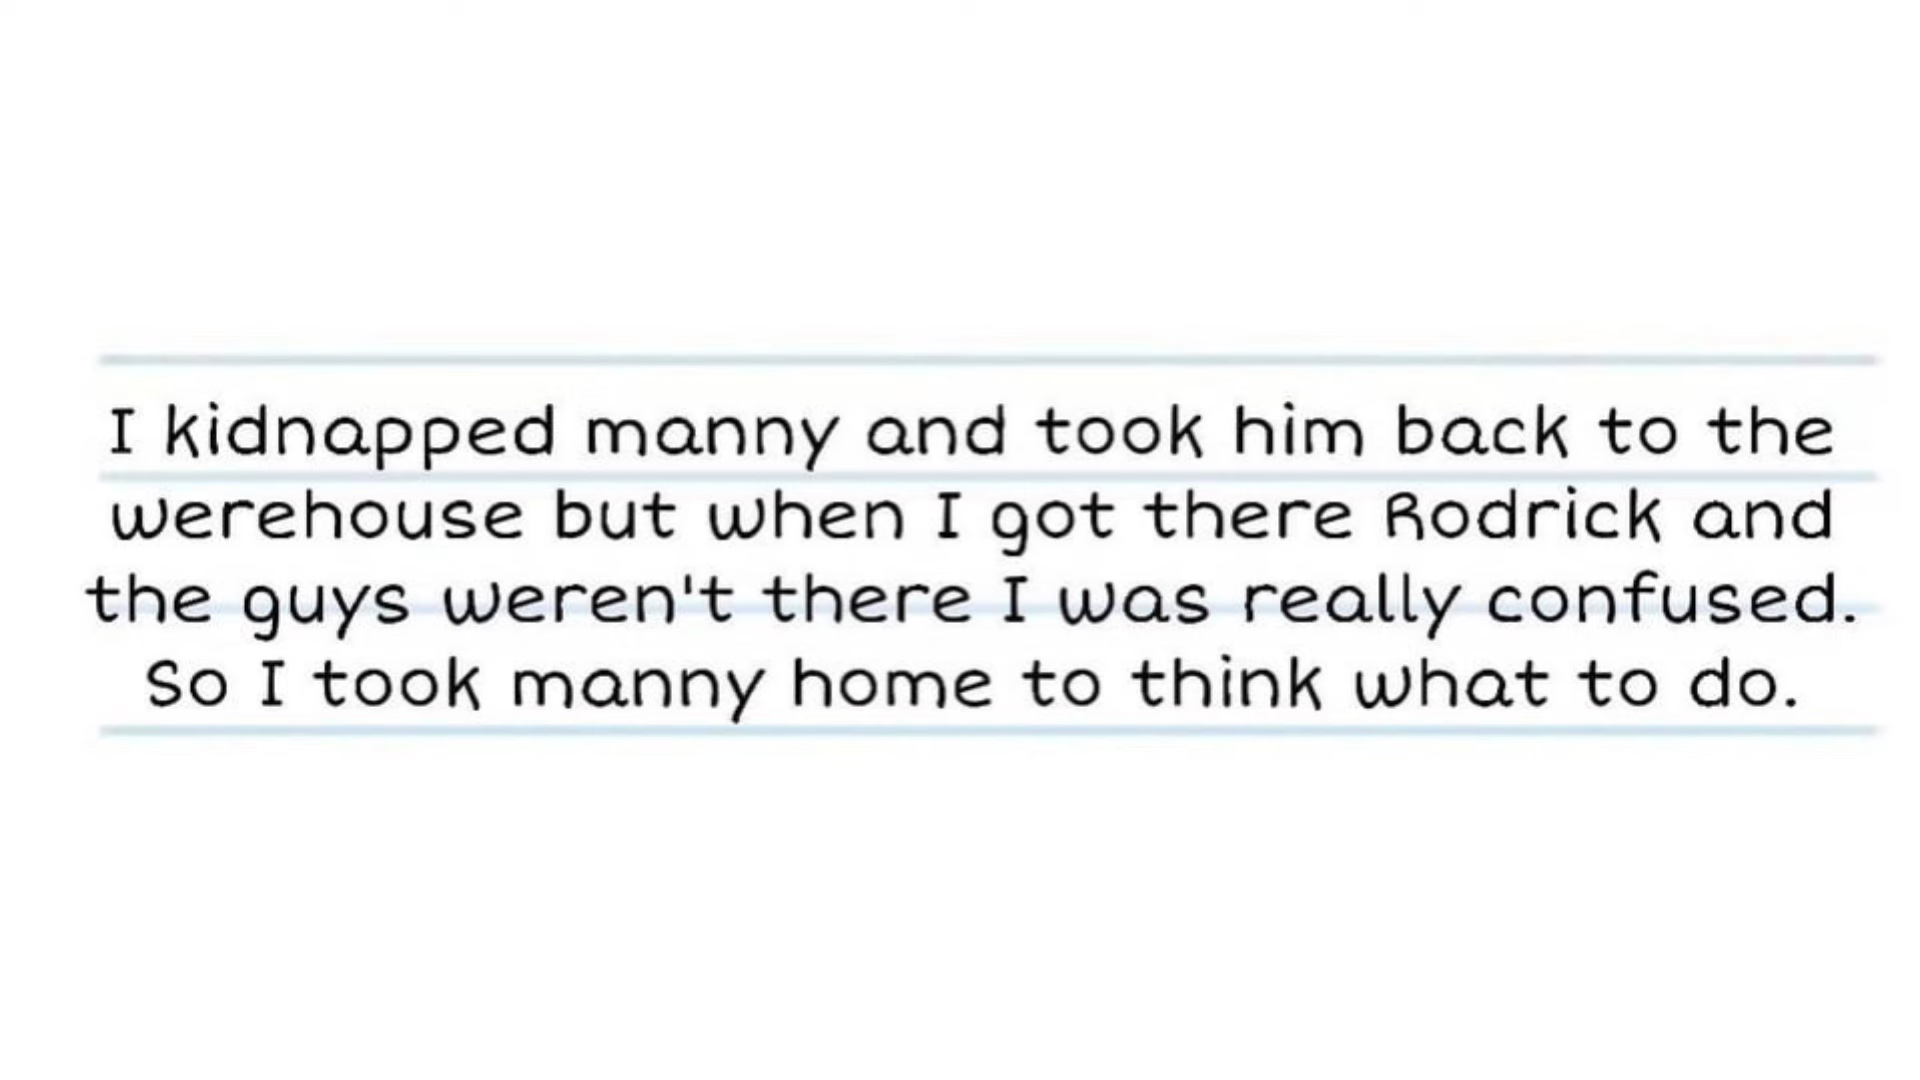 I kidnapped manny and took him back to the
werehouse but when I got there Rodrick and
the guys weren't there I was really confused.
So I took manny home to think what to do.